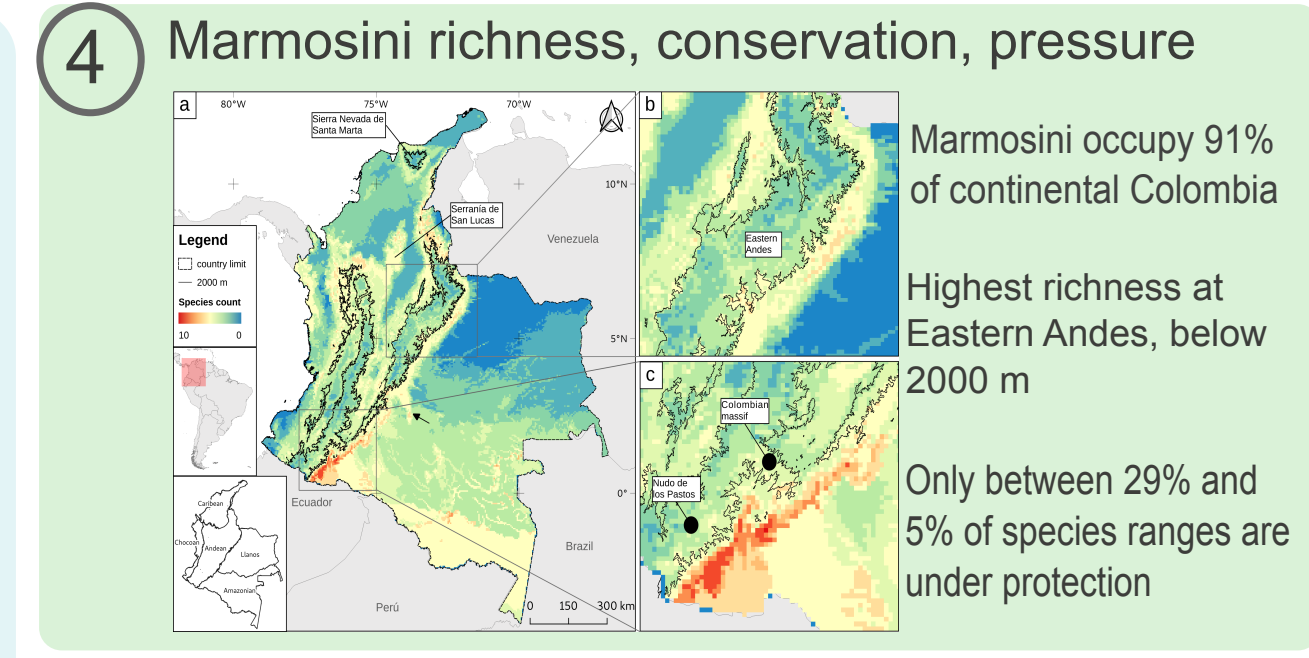 4
Marmosini richness, conservation, pressure
a
80°W
75°W
70°W
Sierra Nevada de
Santa Marta
10°N
Serranía de
San Lucas
Venezuela
Legend
country limit
2000 m
Species count
10
0
5°N
0°
Ecuador
Brazil
Perú
0
150
300 km
Caribean
Chocoan
Andean
Llanos
Amazonian
b
Eastern
Andes
c
Colombian
massif
Nudo de
los Pastos
Marmosini occupy 91%
of continental Colombia
Highest richness at
Eastern Andes, below
2000 m
Only between 29% and
5% of species ranges are
under protection